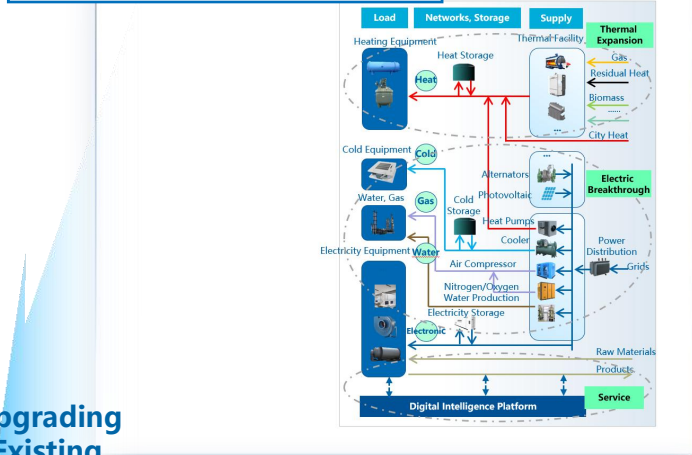 Load
Networks, Storage
Supply
Thermal
Expansion
Heating Equipment
Thermal Facility
Heat Storage
Gas
Heat
Residual Heat
Biomass
......
...
City Heat
Cold Equipment
Cold
...
Alternators
Electric
Breakthrough
Water, Gas
Gas
Cold
Storage
Photovoltaic
Heat Pumps
Cooler
Power
Distribution
Electricity Equipment
Water
Air Compressor
Grids
Nitrogen/Oxygen
Water Production
Electricity Storage
Electronic
Raw Materials
Products
Digital Intelligence Platform
Service
pgrading
Existing